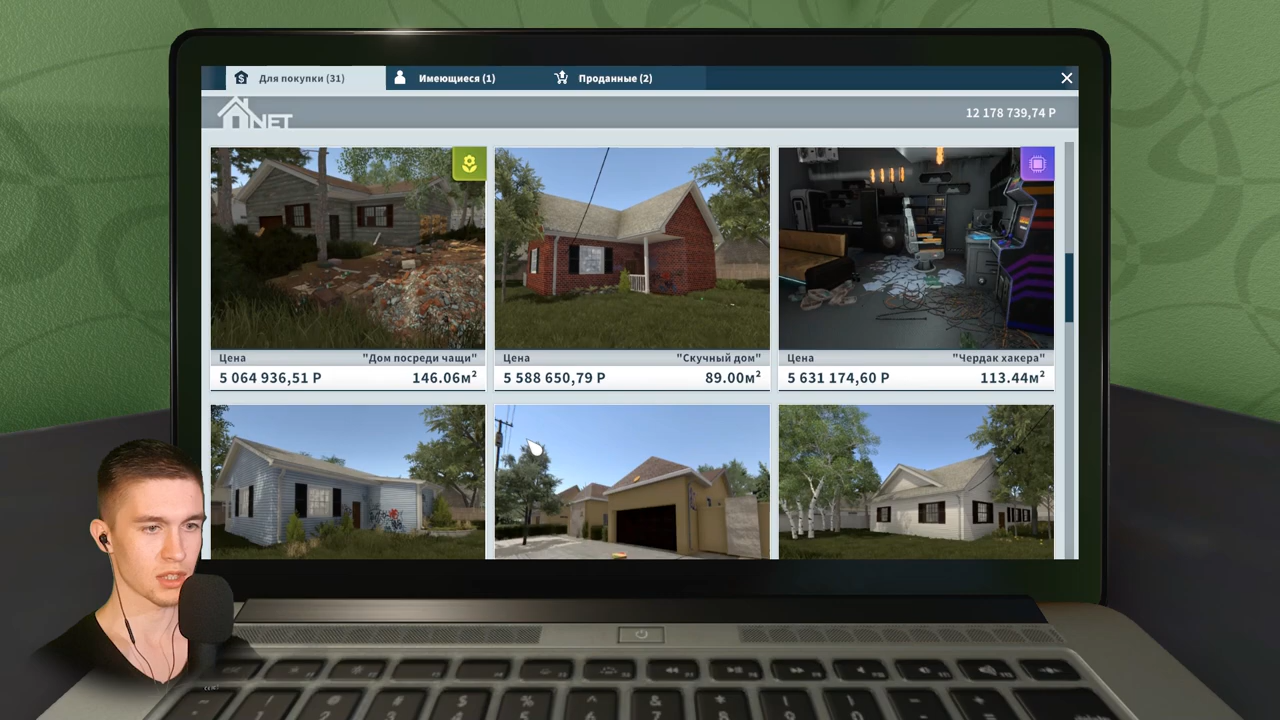 Для покупки (31)
Имеющиеся (1)
Проданные (2)
NET
12 178 739,74 Р
Цена "Дом посреди чащи"
5 064 936,51 Р 146.06м²
Цена "Скучный дом"
5 588 650,79 Р 89.00м²
Цена "Чердак хакера"
5 631 174,60 Р 113.44м²